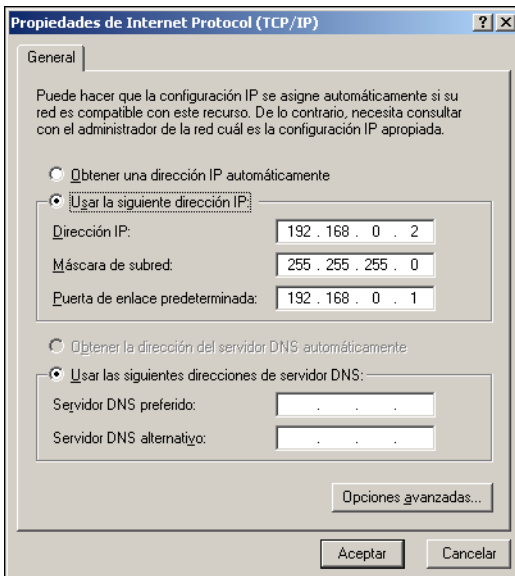 Propiedades de Internet Protocol (TCP/IP)
General
Puede hacer que la configuración IP se asigne automáticamente si su
red es compatible con este recurso. De lo contrario, necesita consultar
con el administrador de la red cuál es la configuración IP apropiada.
Obtener una dirección IP automáticamente
Usar la siguiente dirección IP:
Dirección IP: 192 . 168 . 0 . 2
Máscara de subred: 255 . 255 . 255 . 0
Puerta de enlace predeterminada: 192 . 168 . 0 . 1
Obtener la dirección del servidor DNS automáticamente
Usar las siguientes direcciones de servidor DNS:
Servidor DNS preferido: . . .
Servidor DNS alternativo: . . .
Opciones avanzadas...
Aceptar Cancelar